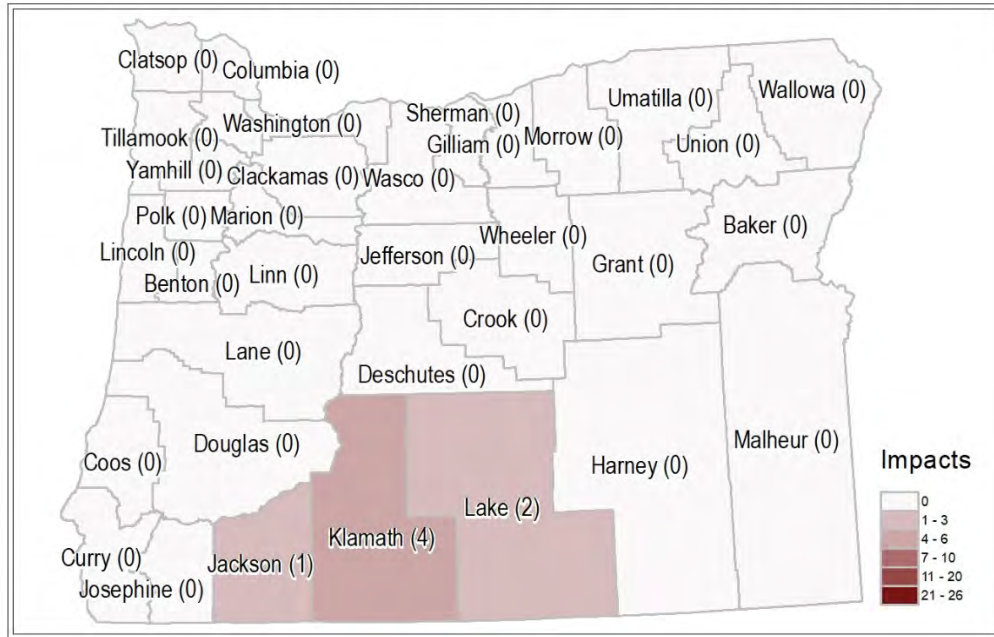 Clatsop (0)
Columbia (0)
Tillamook (0)
Washington (0)
Sherman (0)
Gilliam (0)
Morrow (0)
Umatilla (0)
Union (0)
Wallowa (0)
Yamhill (0)
Clackamas (0)
Wasco (0)
Polk (0)
Marion (0)
Lincoln (0)
Benton (0)
Linn (0)
Jefferson (0)
Wheeler (0)
Grant (0)
Baker (0)
Crook (0)
Lane (0)
Deschutes (0)
Coos (0)
Douglas (0)
Harney (0)
Malheur (0)
Curry (0)
Josephine (0)
Jackson (1)
Klamath (4)
Lake (2)
Impacts
0
1 - 3
4 - 6
7 - 10
11 - 20
21 - 26